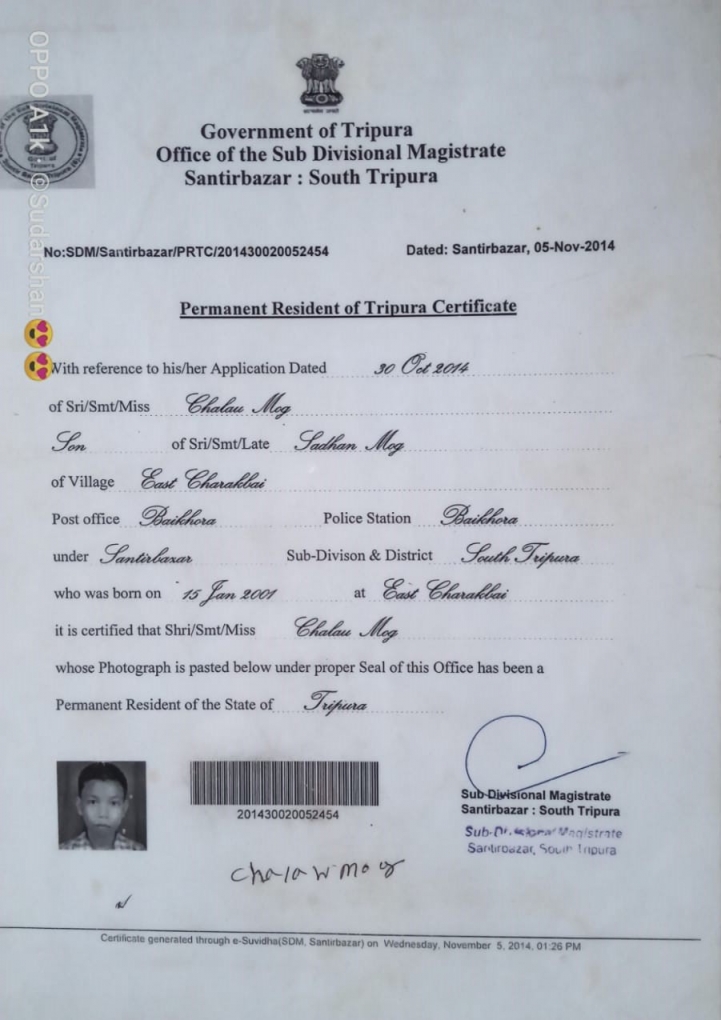 सत्यमेव जयते
Government of Tripura
Office of the Sub Divisional Magistrate
Santirbazar : South Tripura
No:SDM/Santirbazar/PRTC/201430020052454 Dated: Santirbazar, 05-Nov-2014
Permanent Resident of Tripura Certificate
With reference to his/her Application Dated 30 Oct 2014
of Sri/Smt/Miss Chalau Mog
Son of Sri/Smt/Late Sadhan Mog
of Village East Charakbai
Post office Baikhora Police Station Baikhora
under Santirbazar Sub-Divison & District South Tripura
who was born on 15 Jan 2001 at East Charakbai
it is certified that Shri/Smt/Miss Chalau Mog
whose Photograph is pasted below under proper Seal of this Office has been a
Permanent Resident of the State of Tripura
201430020052454
Sub Divisional Magistrate
Santirbazar : South Tripura
Sub-Divisional Magistrate
Santirbazar, South Tripura
Chalaw mog
Certificate generated through e-Suvidha(SDM, Santirbazar) on Wednesday, November 5, 2014, 01:26 PM
OPPO A1k ©Sudarshan😍😍